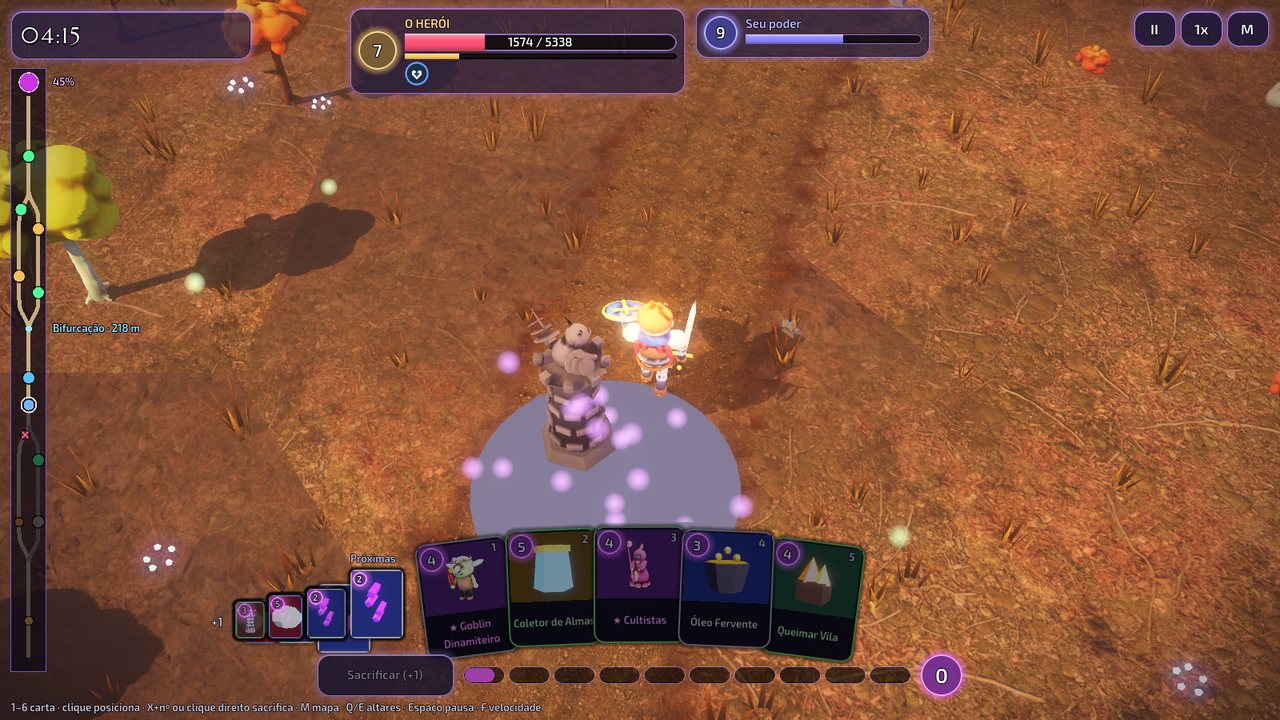 04:15
O HERÓI
7
1574 / 5338
9
Seu poder
II
1x
M
45%
Bifurcação · 218 m
Próximas
+1
3
5
2
2
4
1
★ Goblin
Dinamiteiro
5
2
Coletor de Almas
4
3
★ Cultistas
3
4
Óleo Fervente
4
5
Queimar Vila
Sacrificar (+1)
0
1–6 carta · clique posiciona · X+nº ou clique direito sacrifica · M mapa · Q/E altares · Espaço pausa · F velocidade